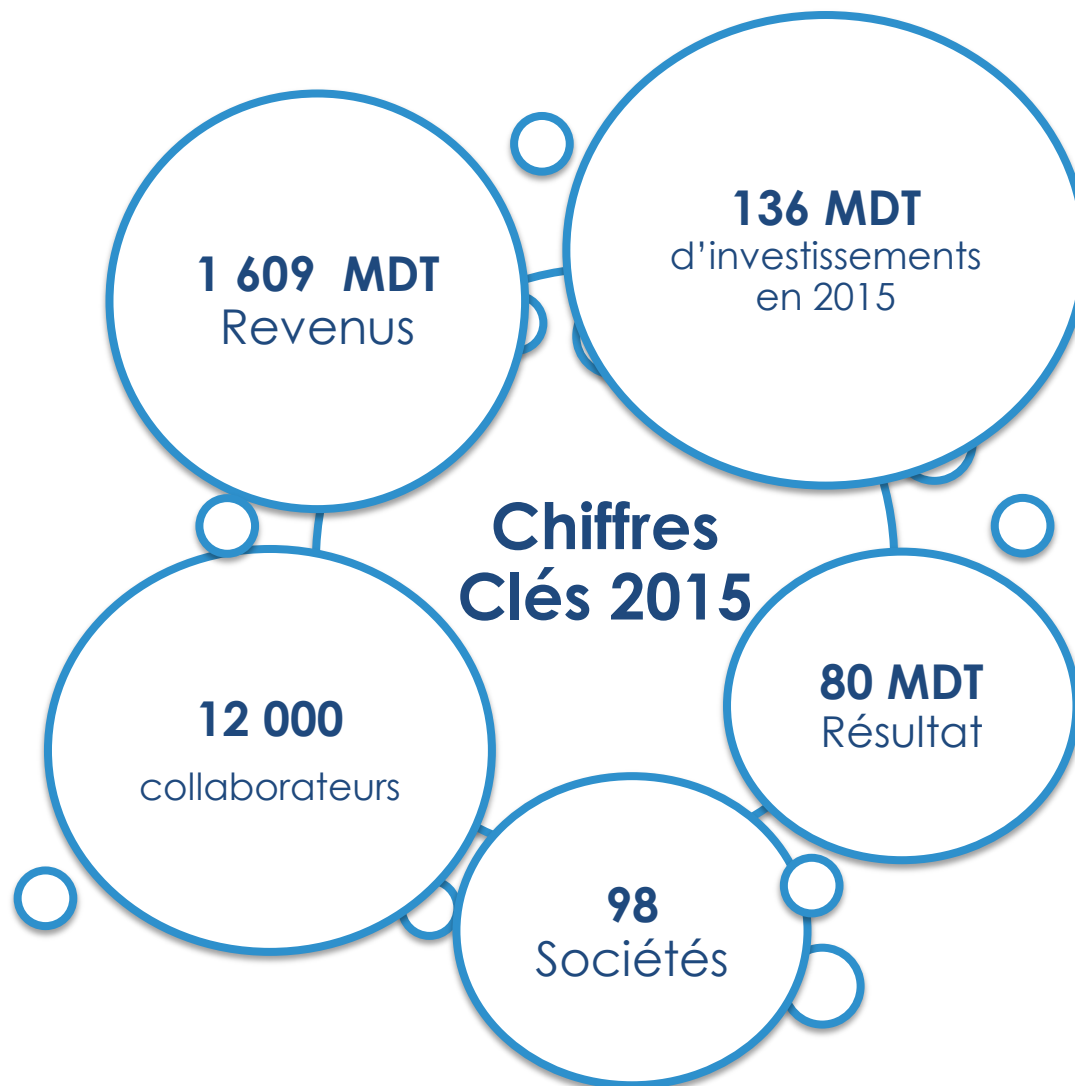 136 MDT
d’investissements
en 2015
1 609  MDT
Revenus
Chiffres
Clés 2015
80 MDT
Résultat
12 000
collaborateurs
98
Sociétés